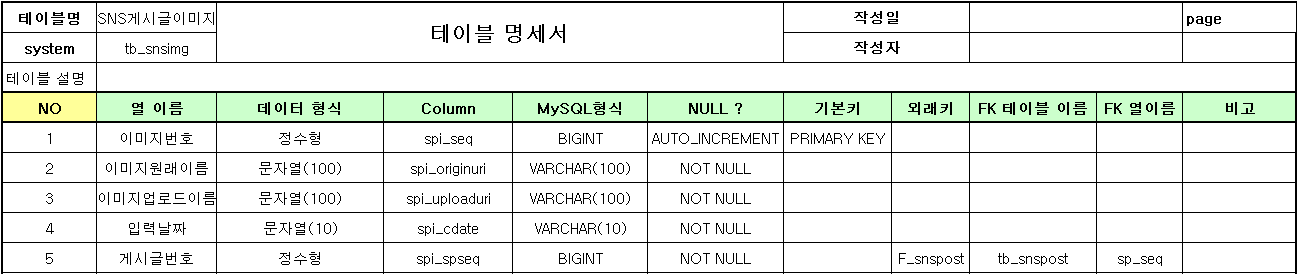 테이블명 SNS게시글이미지 테이블 명세서 작성일 page
system tb_snsimg 작성자
테이블 설명
NO 열 이름 데이터 형식 Column MySQL형식 NULL ? 기본키 외래키 FK 테이블 이름 FK 열이름 비고
1 이미지번호 정수형 spi_seq BIGINT AUTO_INCREMENT PRIMARY KEY
2 이미지원래이름 문자열(100) spi_originuri VARCHAR(100) NOT NULL
3 이미지업로드이름 문자열(100) spi_uploaduri VARCHAR(100) NOT NULL
4 입력날짜 문자열(10) spi_cdate VARCHAR(10) NOT NULL
5 게시글번호 정수형 spi_spseq BIGINT NOT NULL F_snspost tb_snspost sp_seq